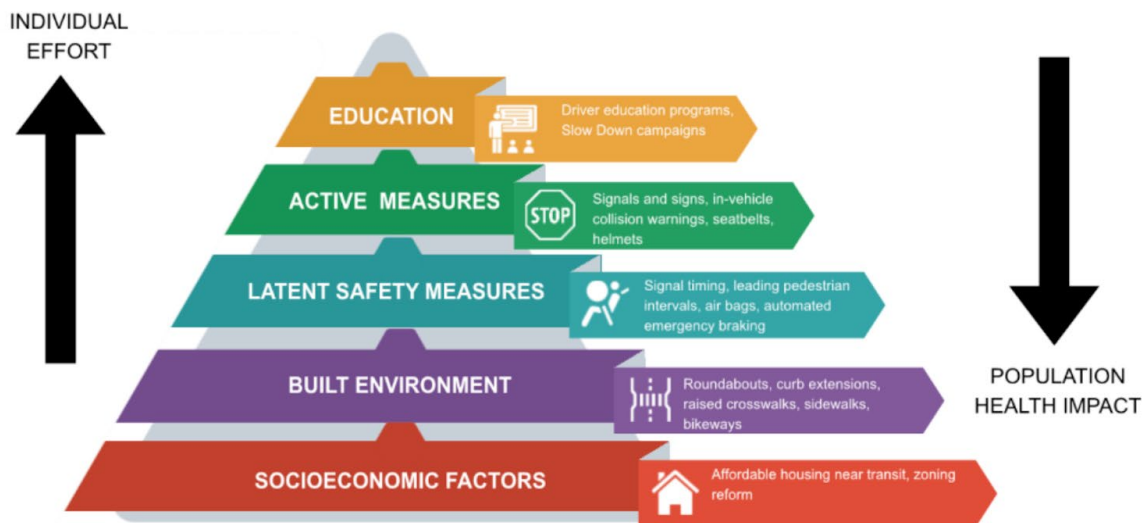 INDIVIDUAL
EFFORT
EDUCATION
Driver education programs,
Slow Down campaigns
ACTIVE MEASURES
STOP
Signals and signs, in-vehicle
collision warnings, seatbelts,
helmets
LATENT SAFETY MEASURES
Signal timing, leading pedestrian
intervals, air bags, automated
emergency braking
BUILT ENVIRONMENT
Roundabouts, curb extensions,
raised crosswalks, sidewalks,
bikeways
SOCIOECONOMIC FACTORS
Affordable housing near transit, zoning
reform
POPULATION
HEALTH IMPACT